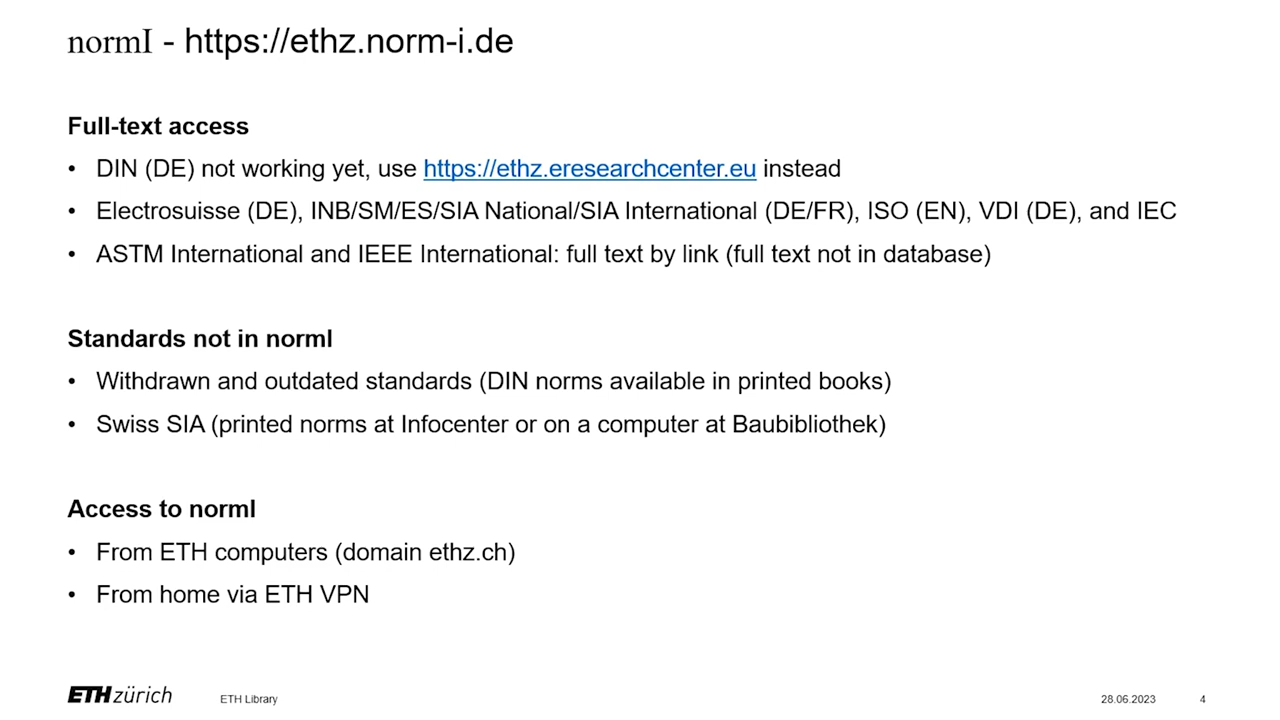 normI - https://ethz.norm-i.de
Full-text access
• DIN (DE) not working yet, use https://ethz.eresearchcenter.eu instead
• Electrosuisse (DE), INB/SM/ES/SIA National/SIA International (DE/FR), ISO (EN), VDI (DE), and IEC
• ASTM International and IEEE International: full text by link (full text not in database)
Standards not in normI
• Withdrawn and outdated standards (DIN norms available in printed books)
• Swiss SIA (printed norms at Infocenter or on a computer at Baubibliothek)
Access to normI
• From ETH computers (domain ethz.ch)
• From home via ETH VPN
ETH zürich ETH Library 28.06.2023 4